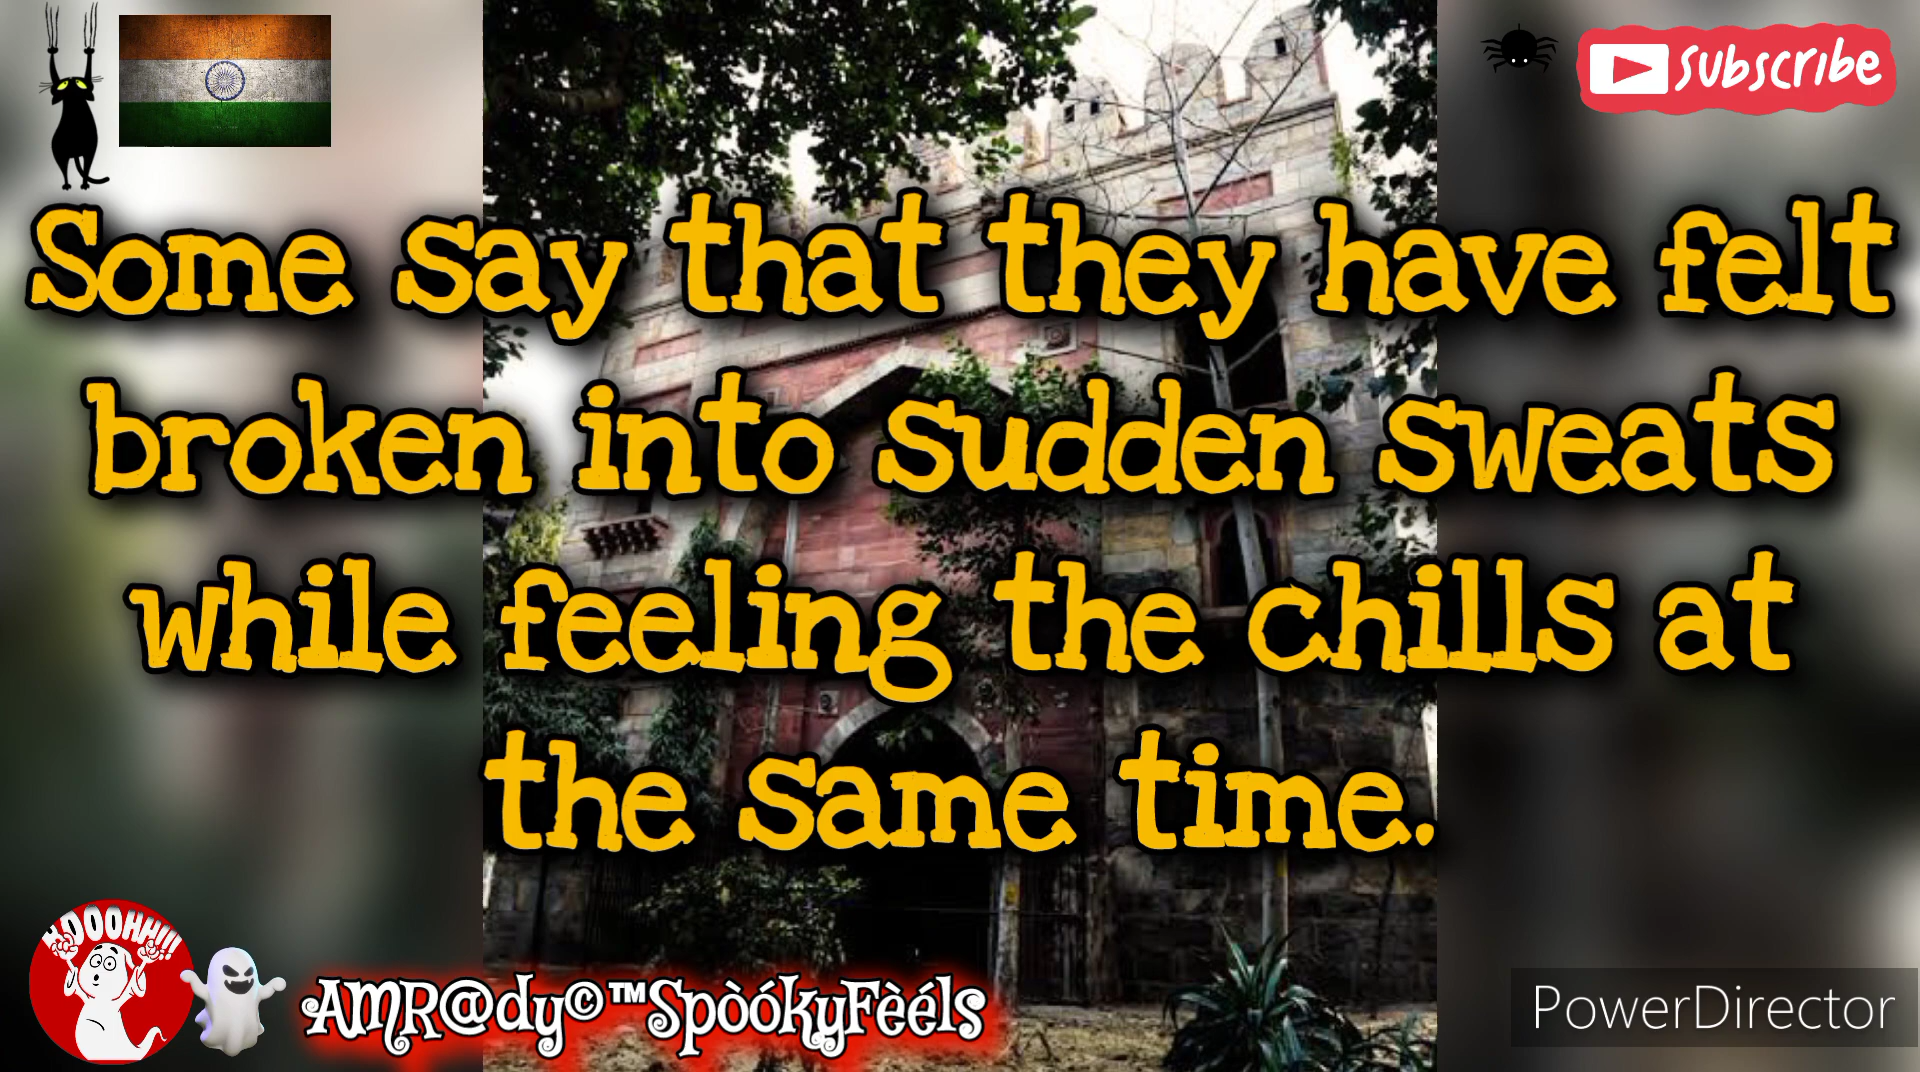 subscribe
Some say that they have felt
broken into sudden sweats
while feeling the chills at
the same time.
AMR@dy©™SpòókyFèéls
PowerDirector